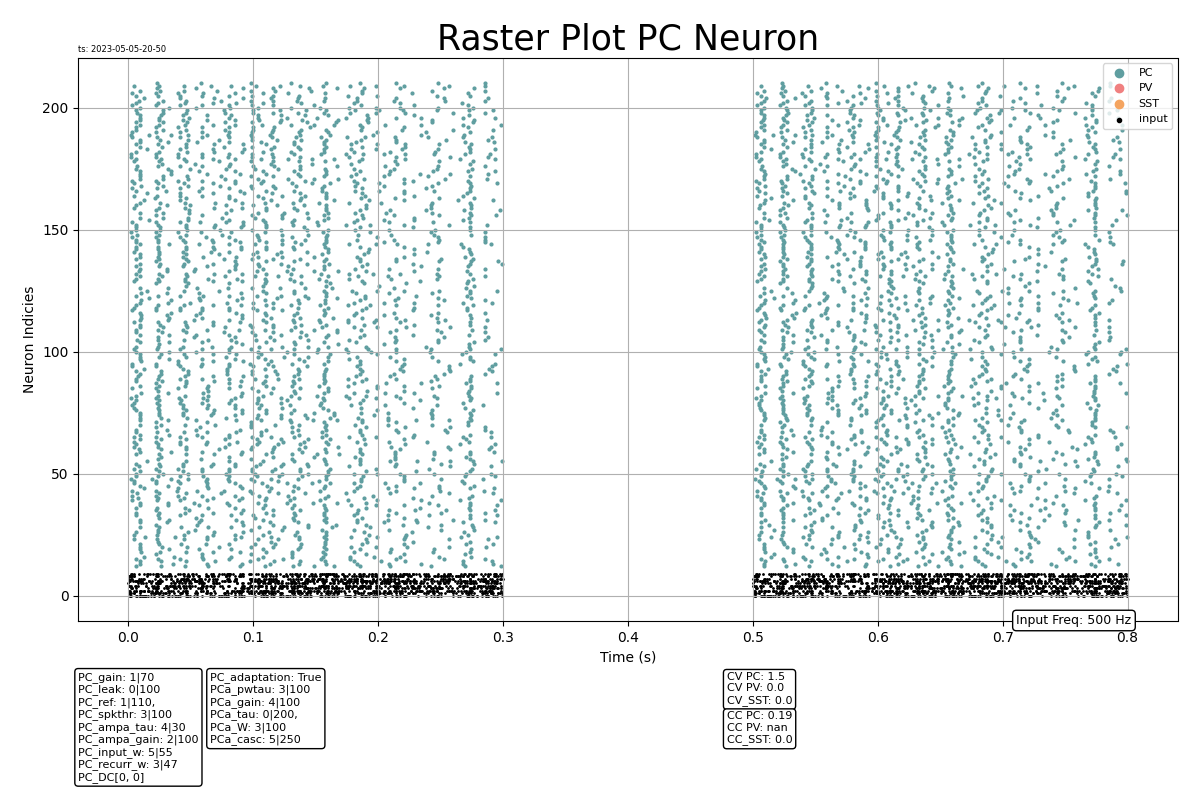 Raster Plot PC Neuron
ts: 2023-05-05-20-50
PC
PV
SST
input
200
150
100
50
0
Neuron Indicies
0.0 0.1 0.2 0.3 0.4 0.5 0.6 0.7 0.8
Input Freq: 500 Hz
Time (s)
PC_gain: 1|70
PC_leak: 0|100
PC_ref: 1|110,
PC_spkthr: 3|100
PC_ampa_tau: 4|30
PC_ampa_gain: 2|100
PC_input_w: 5|55
PC_recurr_w: 3|47
PC_DC[0, 0]
PC_adaptation: True
PCa_pwtau: 3|100
PCa_gain: 4|100
PCa_tau: 0|200,
PCa_W: 3|100
PCa_casc: 5|250
CV PC: 1.5
CV PV: 0.0
CV_SST: 0.0
CC PC: 0.19
CC PV: nan
CC_SST: 0.0